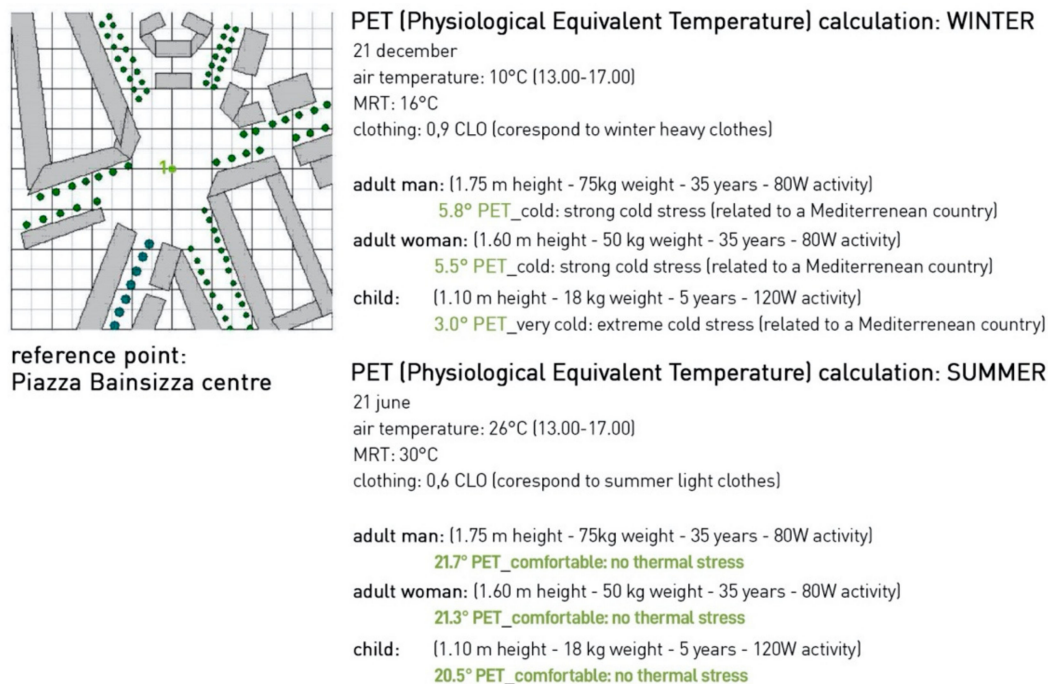 1
reference point:
Piazza Bainsizza centre
PET (Physiological Equivalent Temperature) calculation: WINTER
21 december
air temperature: 10°C (13.00-17.00)
MRT: 16°C
clothing: 0,9 CLO (corespond to winter heavy clothes)
adult man: (1.75 m height - 75kg weight - 35 years - 80W activity)
5.8° PET_cold: strong cold stress (related to a Mediterrenean country)
adult woman: (1.60 m height - 50 kg weight - 35 years - 80W activity)
5.5° PET_cold: strong cold stress (related to a Mediterrenean country)
child: (1.10 m height - 18 kg weight - 5 years - 120W activity)
3.0° PET_very cold: extreme cold stress (related to a Mediterrenean country)
PET (Physiological Equivalent Temperature) calculation: SUMMER
21 june
air temperature: 26°C (13.00-17.00)
MRT: 30°C
clothing: 0,6 CLO (corespond to summer light clothes)
adult man: (1.75 m height - 75kg weight - 35 years - 80W activity)
21.7° PET_comfortable: no thermal stress
adult woman: (1.60 m height - 50 kg weight - 35 years - 80W activity)
21.3° PET_comfortable: no thermal stress
child: (1.10 m height - 18 kg weight - 5 years - 120W activity)
20.5° PET_comfortable: no thermal stress